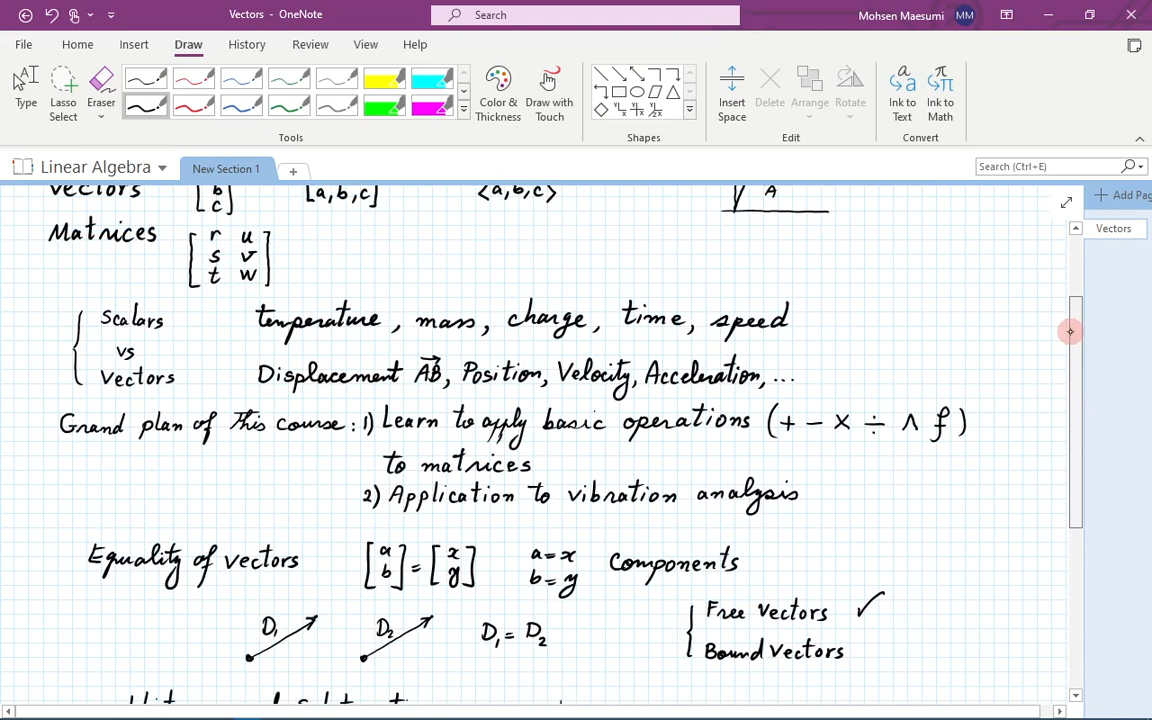 Vectors - OneNote
Search
Mohsen Maesumi MM
File Home Insert Draw History Review View Help
Type Lasso Select Eraser Color & Thickness Draw with Touch Insert Space Delete Arrange Rotate Ink to Text Ink to Math
Tools Shapes Edit Convert
Linear Algebra New Section 1 + Search (Ctrl+E)
Add Pag
Vectors
Vectors [b c] [a,b,c] <a,b,c> A
Matrices [r u
s v
t w]
Scalars temperature, mass, charge, time, speed
vs
Vectors Displacement AB, Position, Velocity, Acceleration, ...
Grand plan of this course: 1) Learn to apply basic operations (+ - × ÷ ^ f)
to matrices
2) Application to vibration analysis
Equality of vectors [a b] = [x y] a=x b=y Components
D₁ D₂ D₁ = D₂
Free Vectors ✓
Bound Vectors